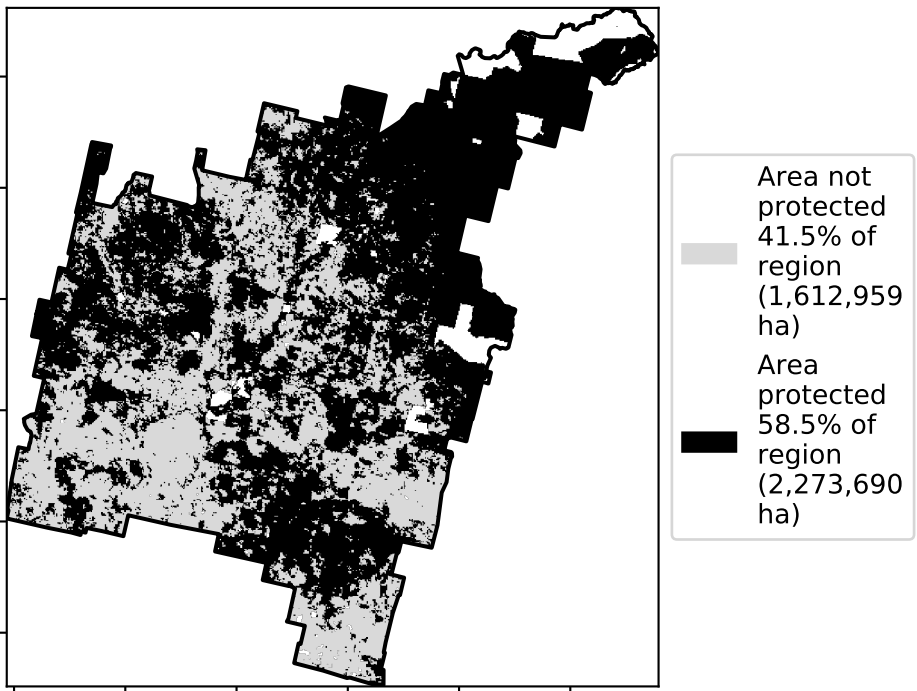 Area not
protected
41.5% of
region
(1,612,959
ha)
Area
protected
58.5% of
region
(2,273,690
ha)